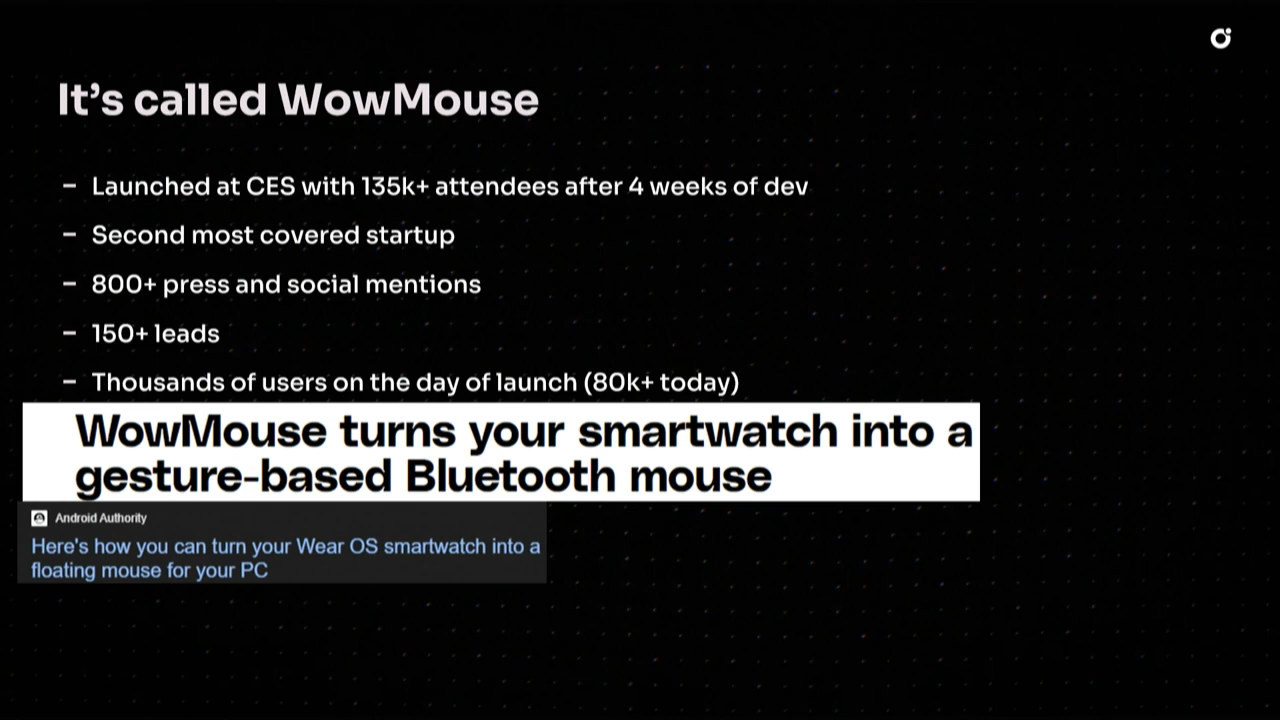 It’s called WowMouse
– Launched at CES with 135k+ attendees after 4 weeks of dev
– Second most covered startup
– 800+ press and social mentions
– 150+ leads
– Thousands of users on the day of launch (80k+ today)
WowMouse turns your smartwatch into a
gesture-based Bluetooth mouse
Android Authority
Here's how you can turn your Wear OS smartwatch into a
floating mouse for your PC